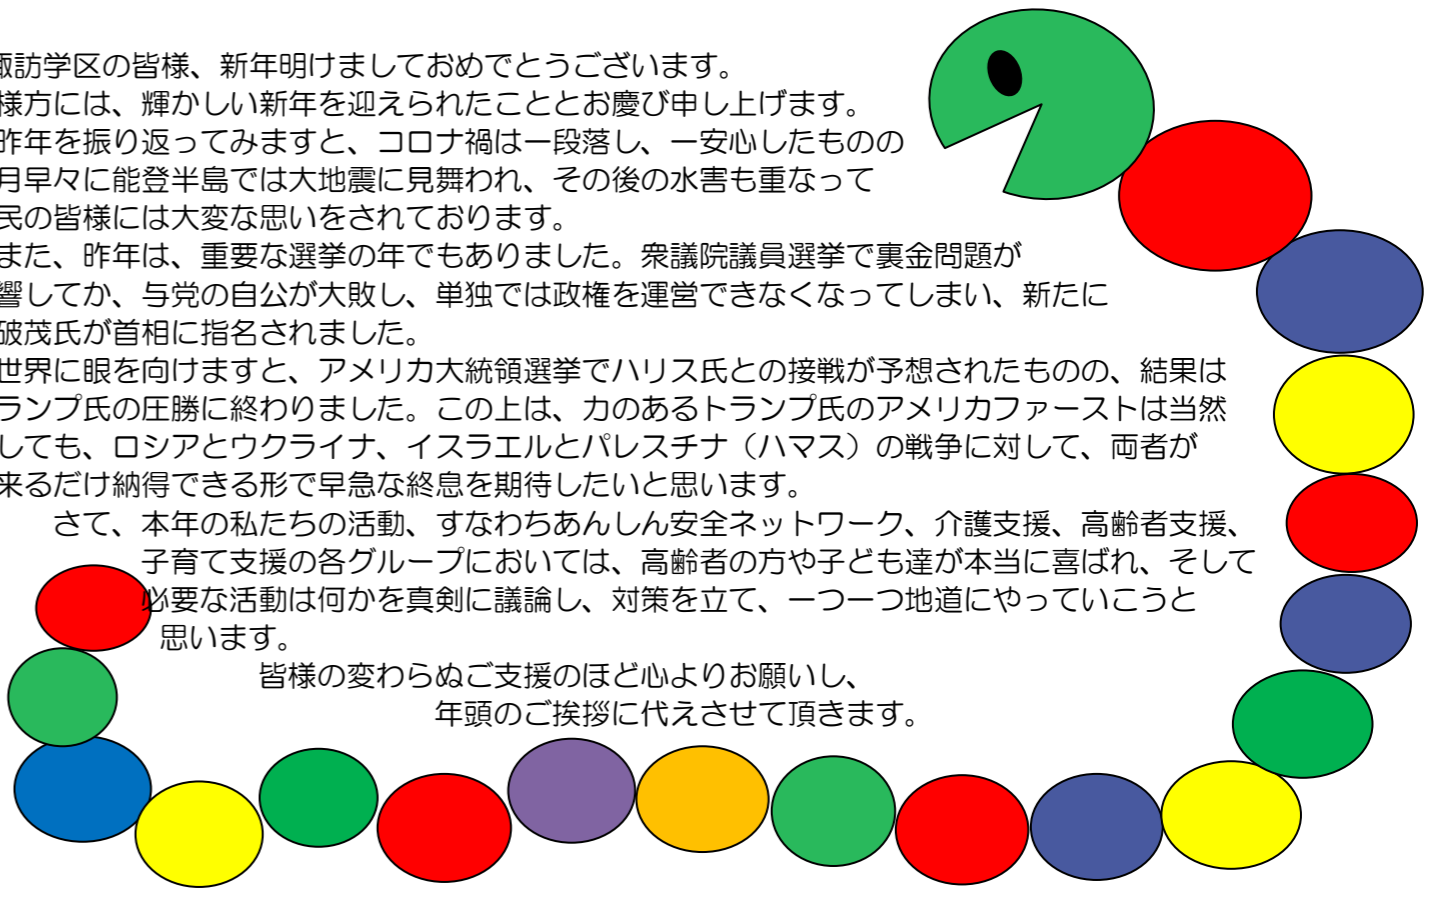 諏訪学区の皆様、新年明けましておめでとうございます。
様方には、輝かしい新年を迎えられたこととお慶び申し上げます。
昨年を振り返ってみますと、コロナ禍は一段落し、一安心したものの
月早々に能登半島では大地震に見舞われ、その後の水害も重なって
民の皆様には大変な思いをされております。
また、昨年は、重要な選挙の年でもありました。衆議院議員選挙で裏金問題が
響してか、与党の自公が大敗し、単独では政権を運営できなくなってしまい、新たに
破茂氏が首相に指名されました。
世界に眼を向けますと、アメリカ大統領選挙でハリス氏との接戦が予想されたものの、結果は
ランプ氏の圧勝に終わりました。この上は、力のあるトランプ氏のアメリカファーストは当然
しても、ロシアとウクライナ、イスラエルとパレスチナ（ハマス）の戦争に対して、両者が
来るだけ納得できる形で早急な終息を期待したいと思います。
さて、本年の私たちの活動、すなわちあんしん安全ネットワーク、介護支援、高齢者支援、
子育て支援の各グループにおいては、高齢者の方や子ども達が本当に喜ばれ、そして
必要な活動は何かを真剣に議論し、対策を立て、一つ一つ地道にやっていこうと
思います。
皆様の変わらぬご支援のほど心よりお願いし、
年頭のご挨拶に代えさせて頂きます。